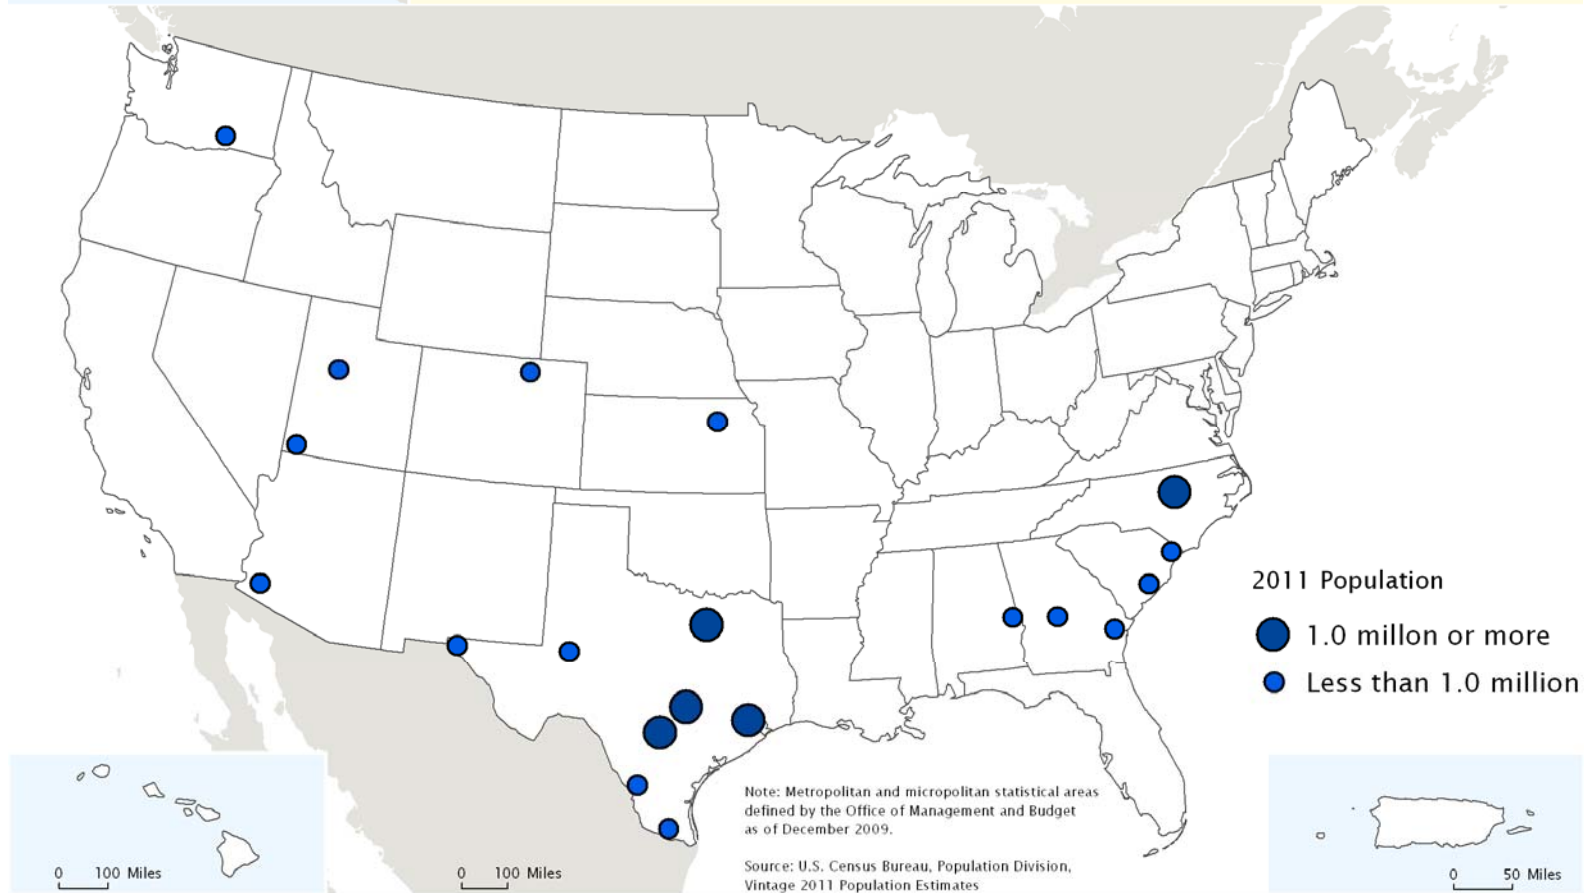 2011 Population
1.0 millon or more
Less than 1.0 million
Note: Metropolitan and micropolitan statistical areas
defined by the Office of Management and Budget
as of December 2009.
Source: U.S. Census Bureau, Population Division,
Vintage 2011 Population Estimates
0 100 Miles
0 100 Miles
0 50 Miles